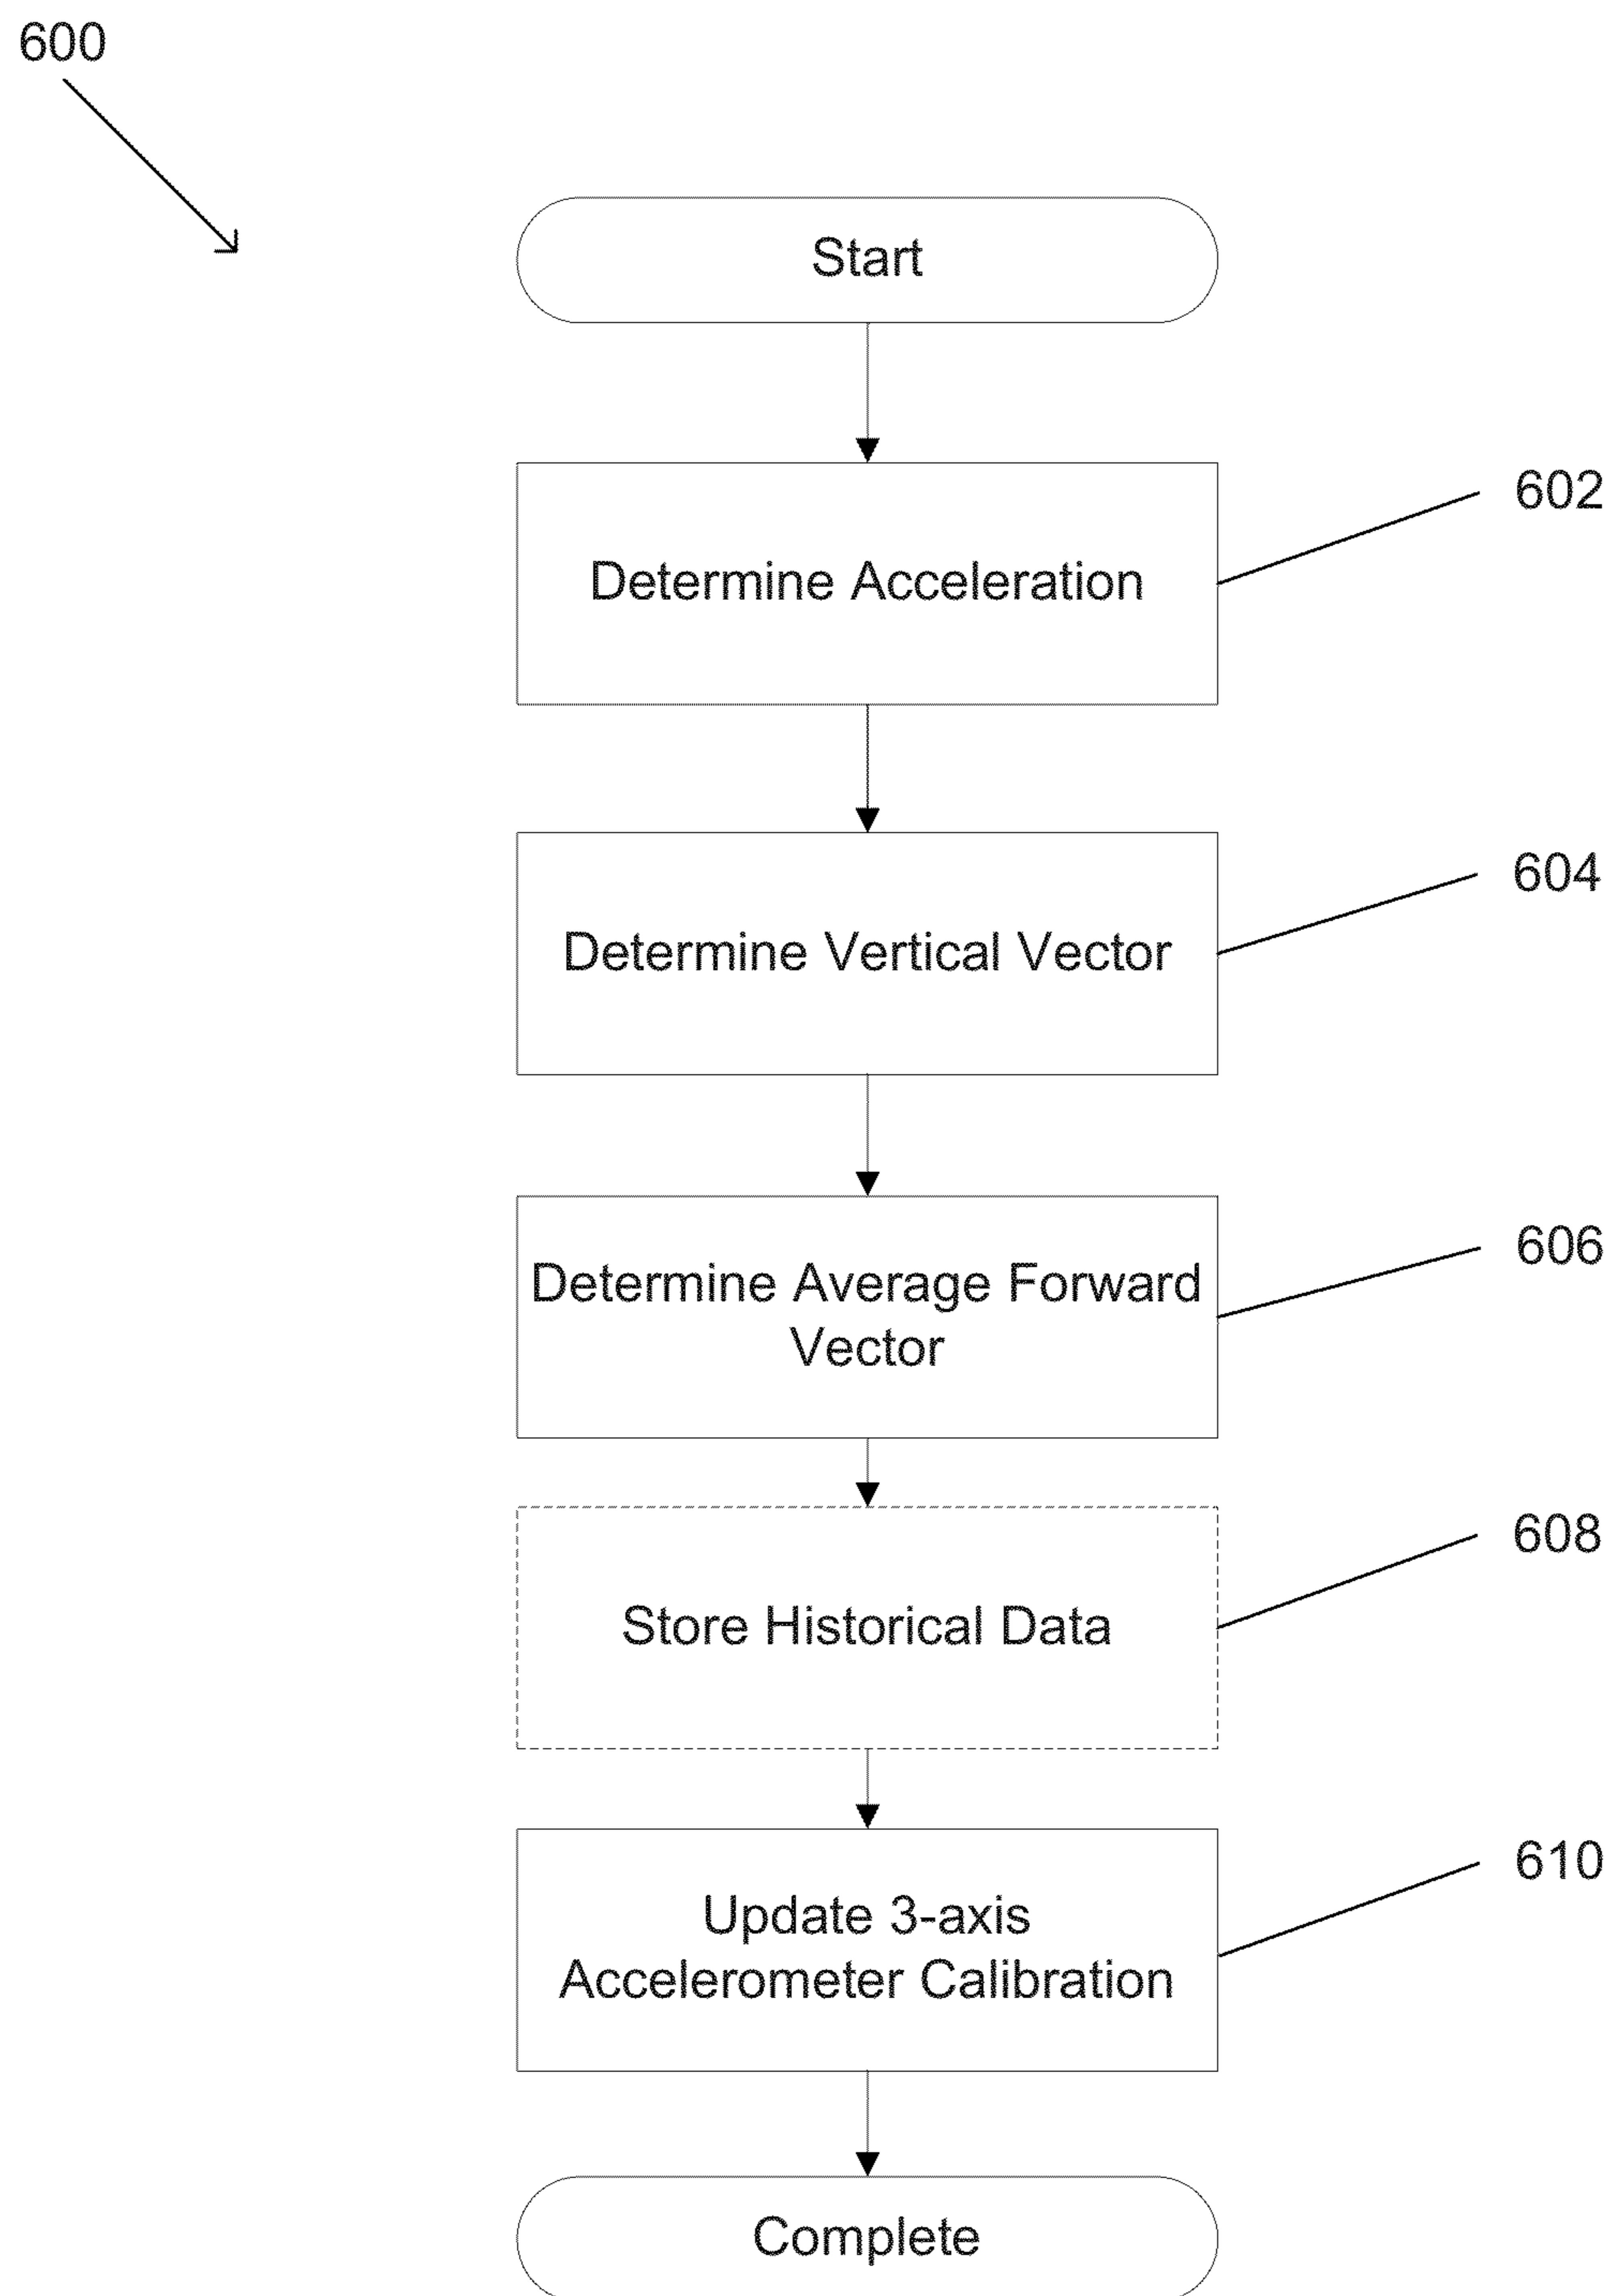 600
Start
602
Determine Acceleration
604
Determine Vertical Vector
606
Determine Average Forward
Vector
608
Store Historical Data
610
Update 3-axis
Accelerometer Calibration
Complete